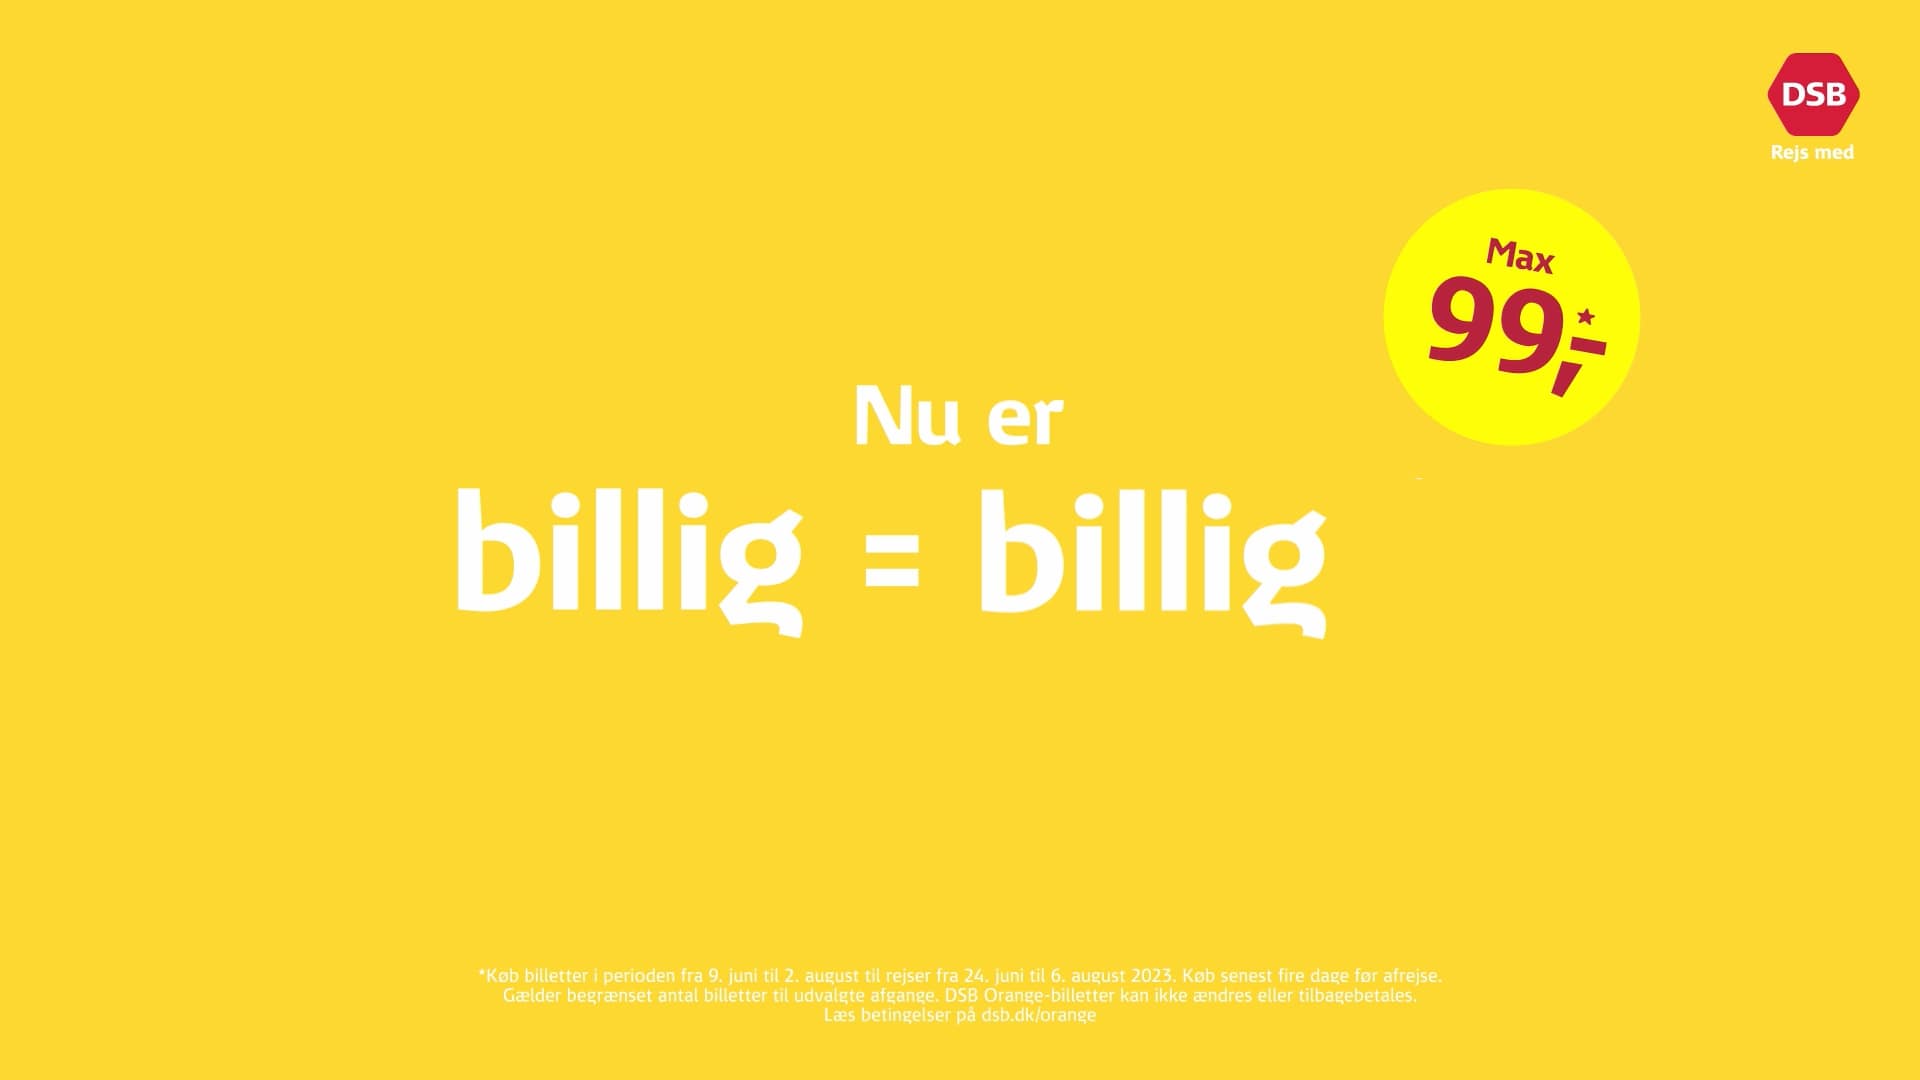 DSB
Rejs med
Max
99,-*
Nu er
billig = billig
*Køb billetter i perioden fra 9. juni til 2. august til rejser fra 24. juni til 6. august 2023. Køb senest fire dage før afrejse.
Gælder begrænset antal billetter til udvalgte afgange. DSB Orange-billetter kan ikke ændres eller tilbagebetales.
Læs betingelser på dsb.dk/orange